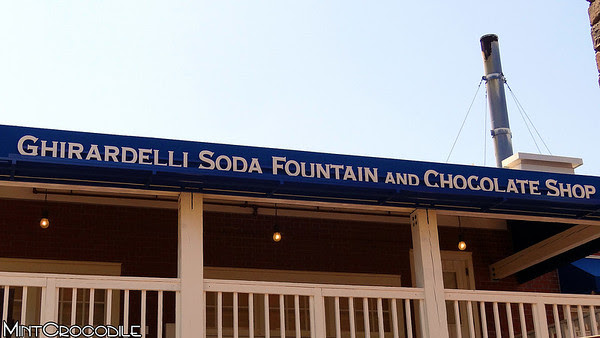 Ghirardelli Soda Fountain and Chocolate Shop
MintCrocodile